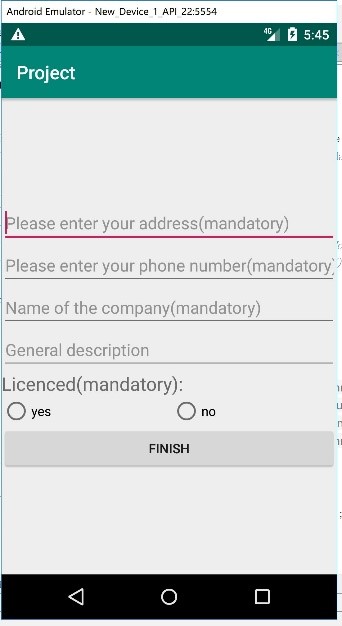 Android Emulator - New_Device_1_API_22:5554
4G 5:45
Project
Please enter your address(mandatory)
Please enter your phone number(mandatory)
Name of the company(mandatory)
General description
Licenced(mandatory):
yes no
FINISH